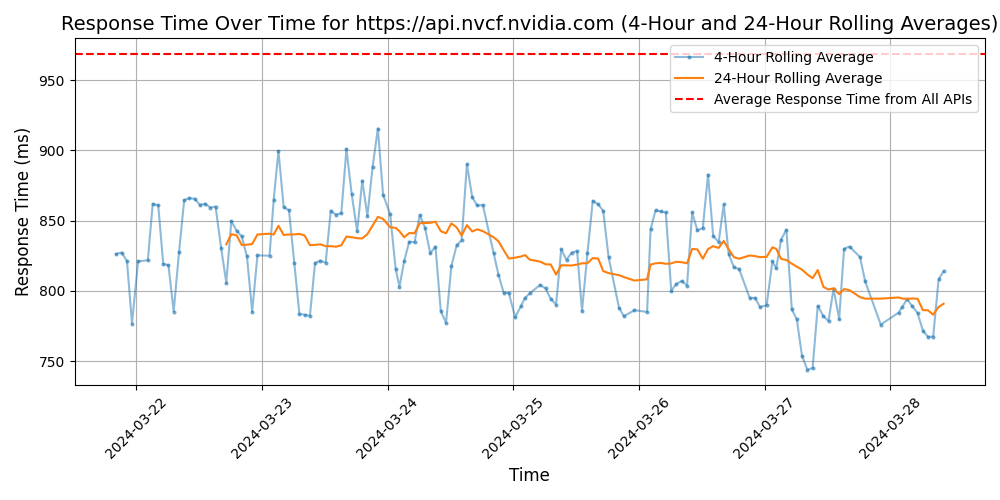 Response Time Over Time for https://api.nvcf.nvidia.com (4-Hour and 24-Hour Rolling Averages)
4-Hour Rolling Average
24-Hour Rolling Average
Average Response Time from All APIs
Response Time (ms)
950
900
850
800
750
2024-03-22
2024-03-23
2024-03-24
2024-03-25
2024-03-26
2024-03-27
2024-03-28
Time